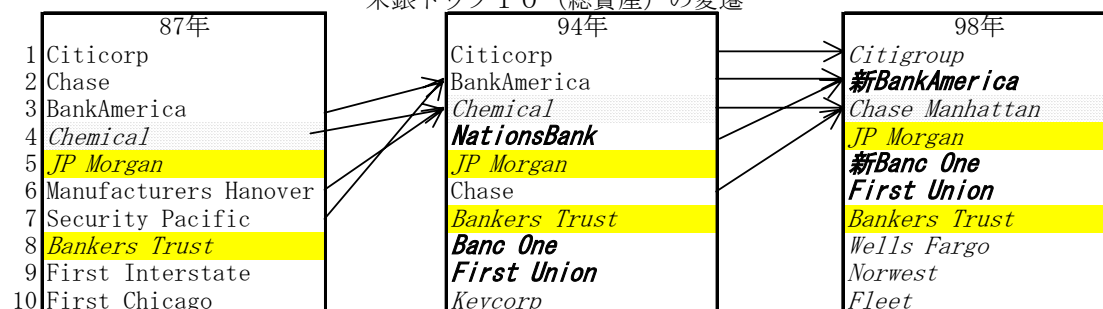 米銀トップ10（総資産）の変遷
87年 94年 98年
1 Citicorp Citicorp Citigroup
2 Chase BankAmerica 新BankAmerica
3 BankAmerica Chemical Chase Manhattan
4 Chemical NationsBank JP Morgan
5 JP Morgan JP Morgan 新Banc One
6 Manufacturers Hanover Chase First Union
7 Security Pacific Bankers Trust Bankers Trust
8 Bankers Trust Banc One Wells Fargo
9 First Interstate First Union Norwest
10 First Chicago Keycorp Fleet